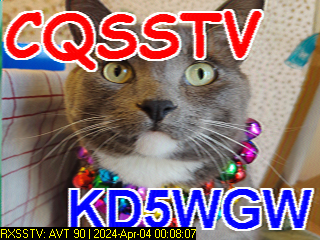 CQSSTV
KD5WGW
RXSSTV: AVT 90 | 2024-Apr-04 00:08:07